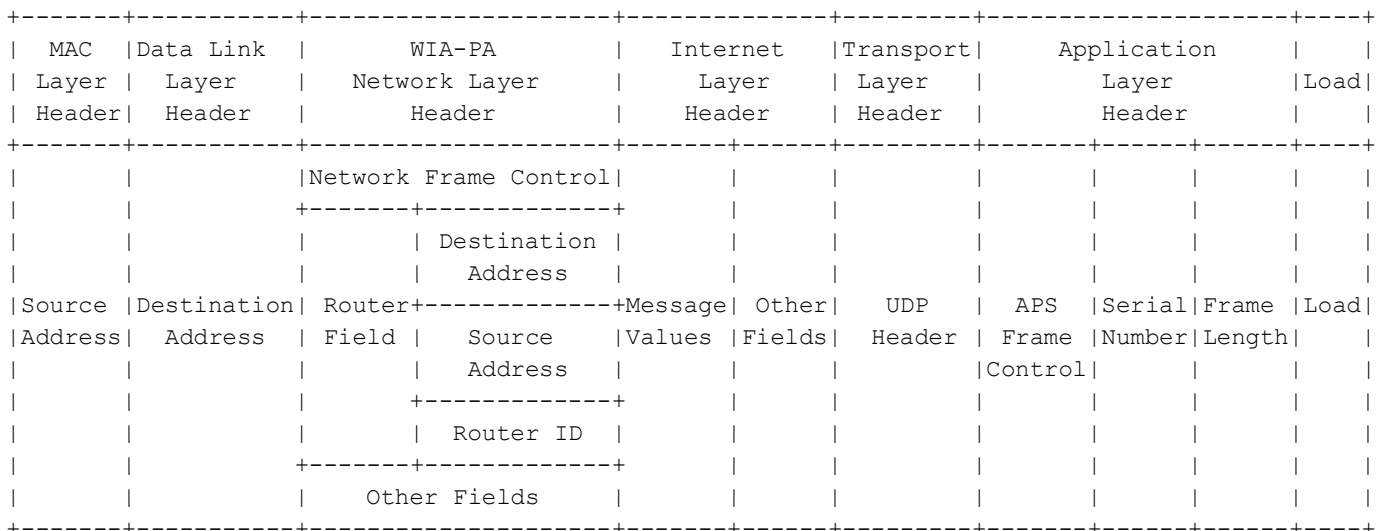 +-------+-----------+--------------------+--------------+---------+--------------------+----+
|  MAC  |Data Link  |       WIA-PA       |   Internet   |Transport|     Application    |    |
| Layer |  Layer    |   Network Layer    |     Layer    | Layer   |        Layer       |Load|
| Header|  Header   |       Header       |    Header    | Header  |        Header      |    |
+-------+-----------+--------------------+-------+------+---------+-------+------+------+----+
|       |           |Network Frame Control|       |      |         |       |      |      |    |
|       |           +-------+-------------+       |      |         |       |      |      |    |
|       |           |       | Destination |       |      |         |       |      |      |    |
|       |           |       |   Address   |       |      |         |       |      |      |    |
|Source |Destination| Router+-------------+Message| Other|   UDP   |  APS  |Serial|Frame |Load|
|Address|  Address  | Field |   Source    |Values |Fields|  Header | Frame |Number|Length|    |
|       |           |       |   Address   |       |      |         |Control|      |      |    |
|       |           |       +-------------+       |      |         |       |      |      |    |
|       |           |       |  Router ID  |       |      |         |       |      |      |    |
|       |           +-------+-------------+       |      |         |       |      |      |    |
|       |           |    Other Fields     |       |      |         |       |      |      |    |
+-------+-----------+---------------------+-------+------+---------+-------+------+------+----+